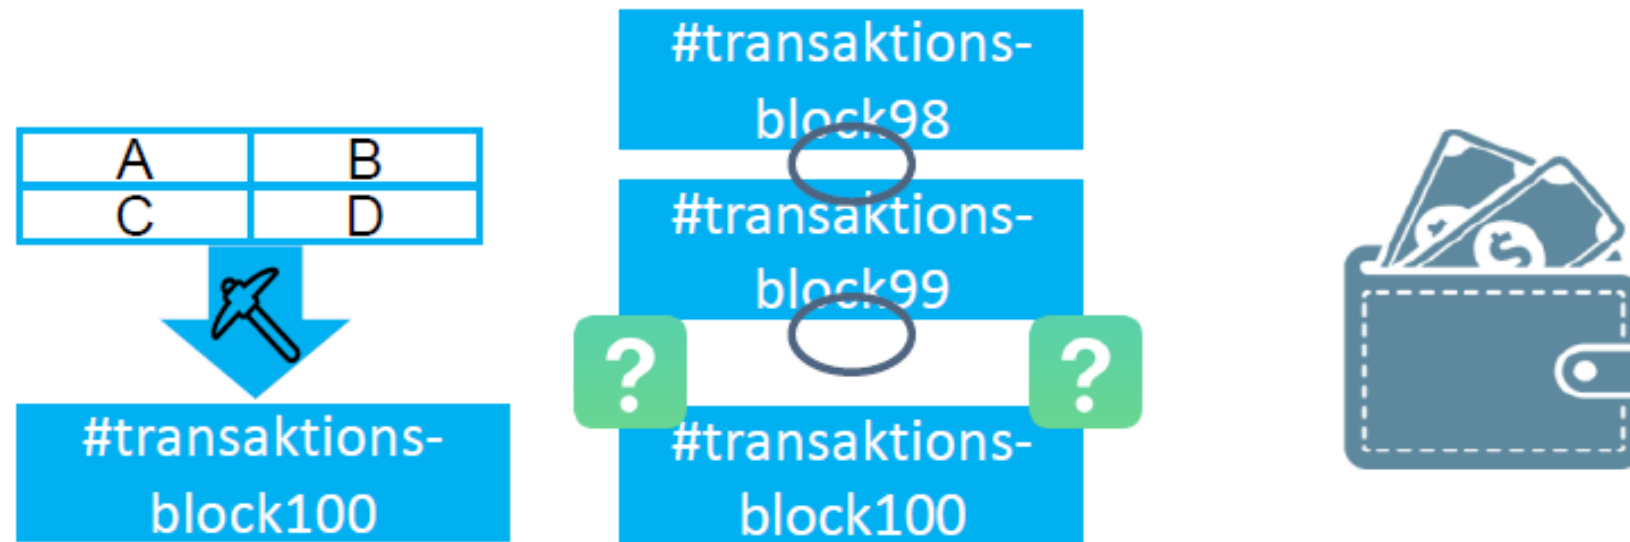 A B
C D
#transaktions-
block100
#transaktions-
block98
#transaktions-
block99
? ?
#transaktions-
block100
$